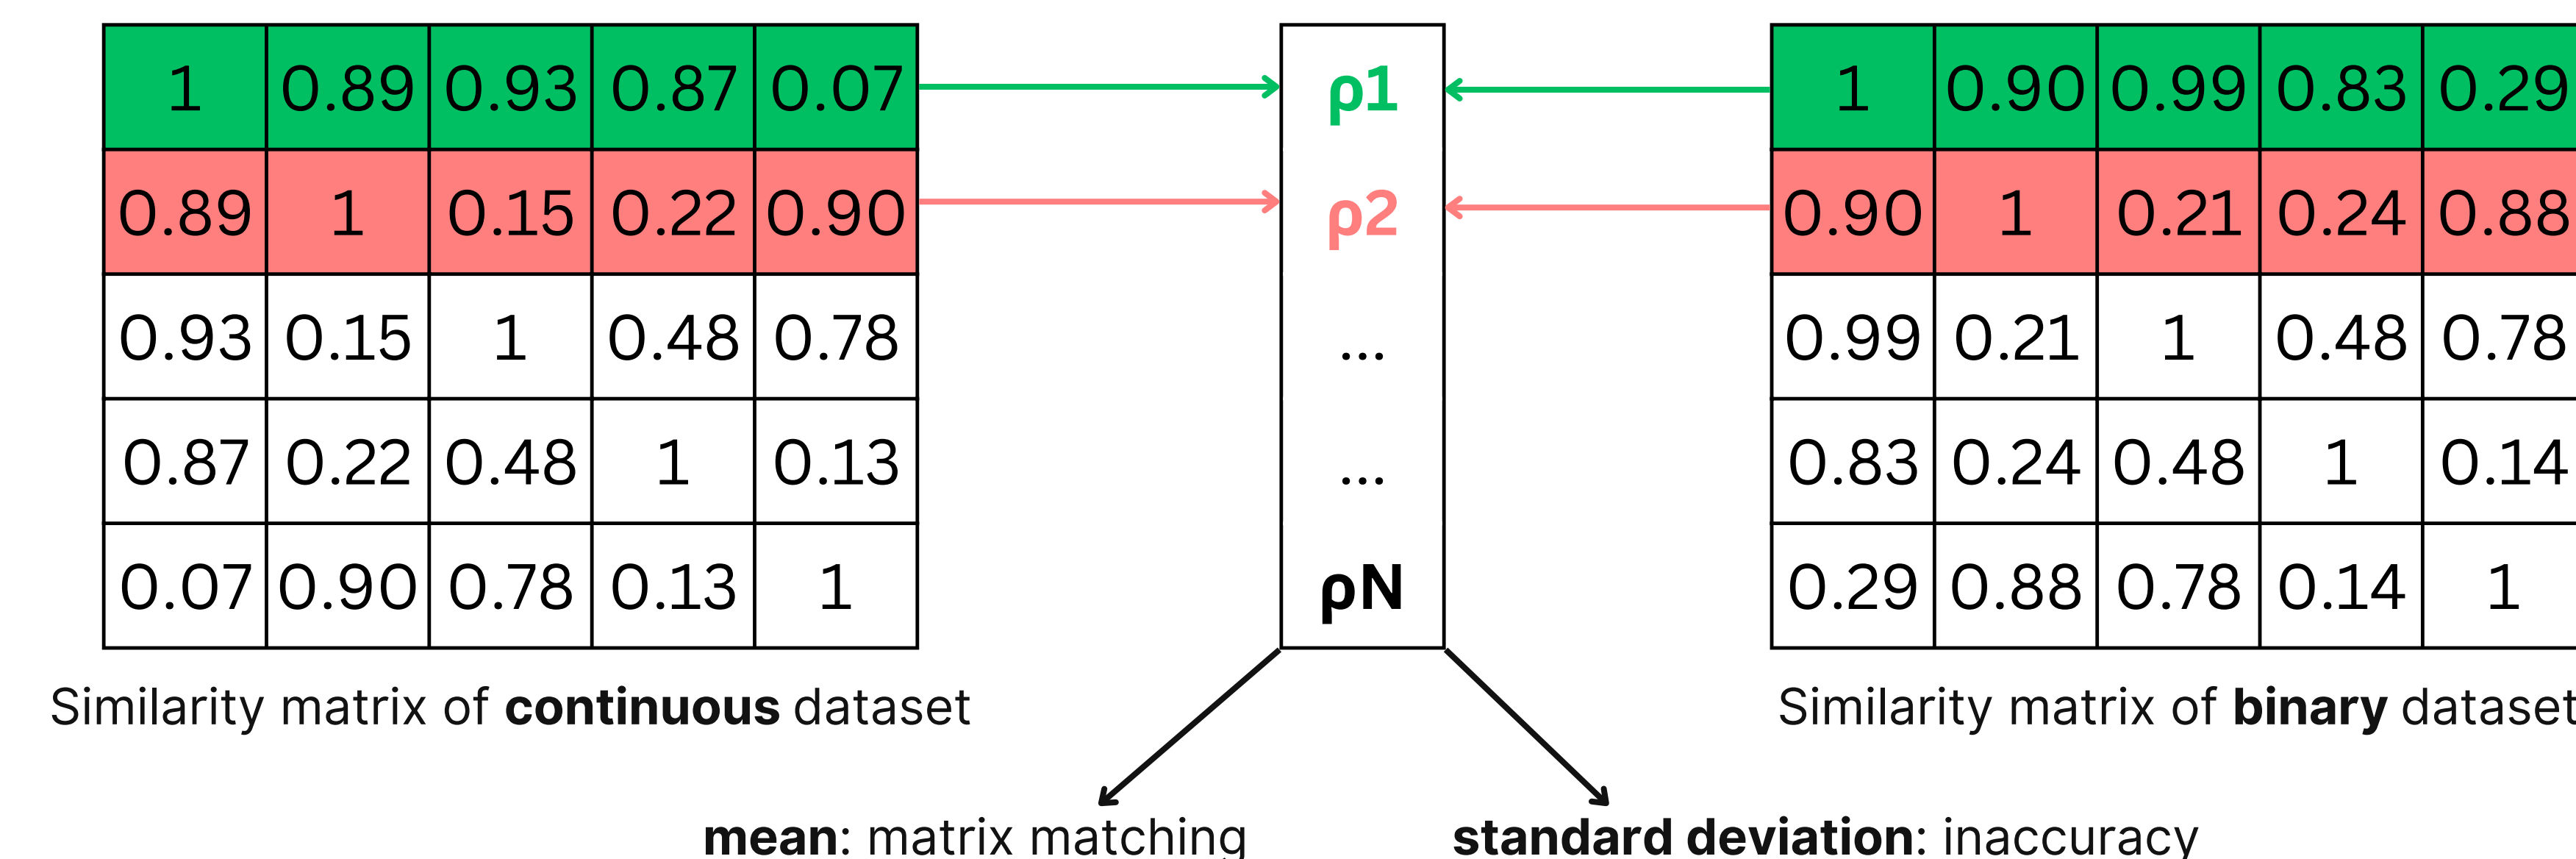 1 0.89 0.93 0.87 0.07 ρ1 1 0.90 0.99 0.83 0.29
0.89 1 0.15 0.22 0.90 ρ2 0.90 1 0.21 0.24 0.88
0.93 0.15 1 0.48 0.78 ... 0.99 0.21 1 0.48 0.78
0.87 0.22 0.48 1 0.13 ... 0.83 0.24 0.48 1 0.14
0.07 0.90 0.78 0.13 1 ρN 0.29 0.88 0.78 0.14 1
Similarity matrix of continuous dataset Similarity matrix of binary dataset
mean: matrix matching standard deviation: inaccuracy